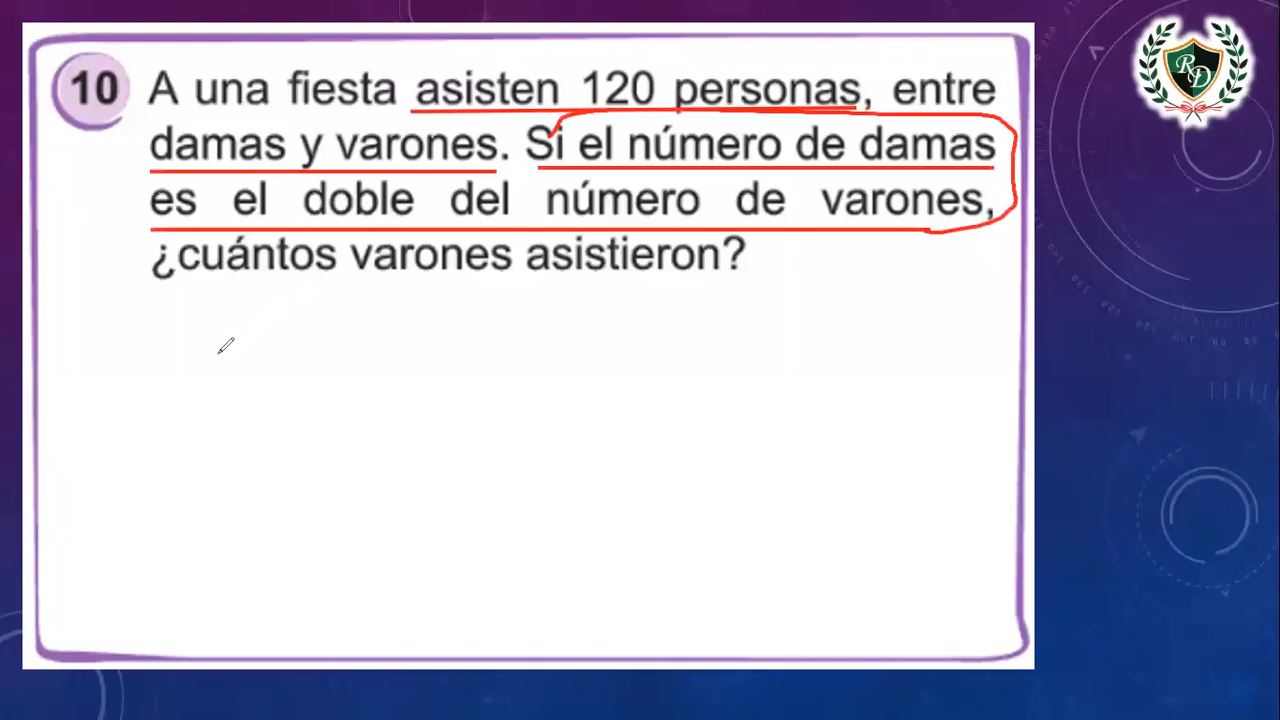 10 A una fiesta asisten 120 personas, entre
damas y varones. Si el número de damas
es el doble del número de varones,
¿cuántos varones asistieron?
RD